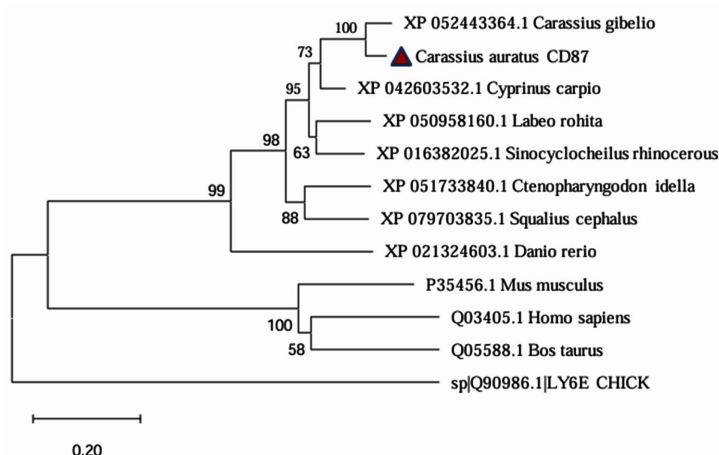 100
XP 052443364.1 Carassius gibelio
73
Carassius auratus CD87
95
XP 042603532.1 Cyprinus carpio
XP 050958160.1 Labeo rohita
98
63
XP 016382025.1 Sinocyclocheilus rhinocerous
99
XP 051733840.1 Ctenopharyngodon idella
88
XP 079703835.1 Squalius cephalus
XP 021324603.1 Danio rerio
P35456.1 Mus musculus
100
Q03405.1 Homo sapiens
58
Q05588.1 Bos taurus
sp|Q90986.1|LY6E CHICK
0.20